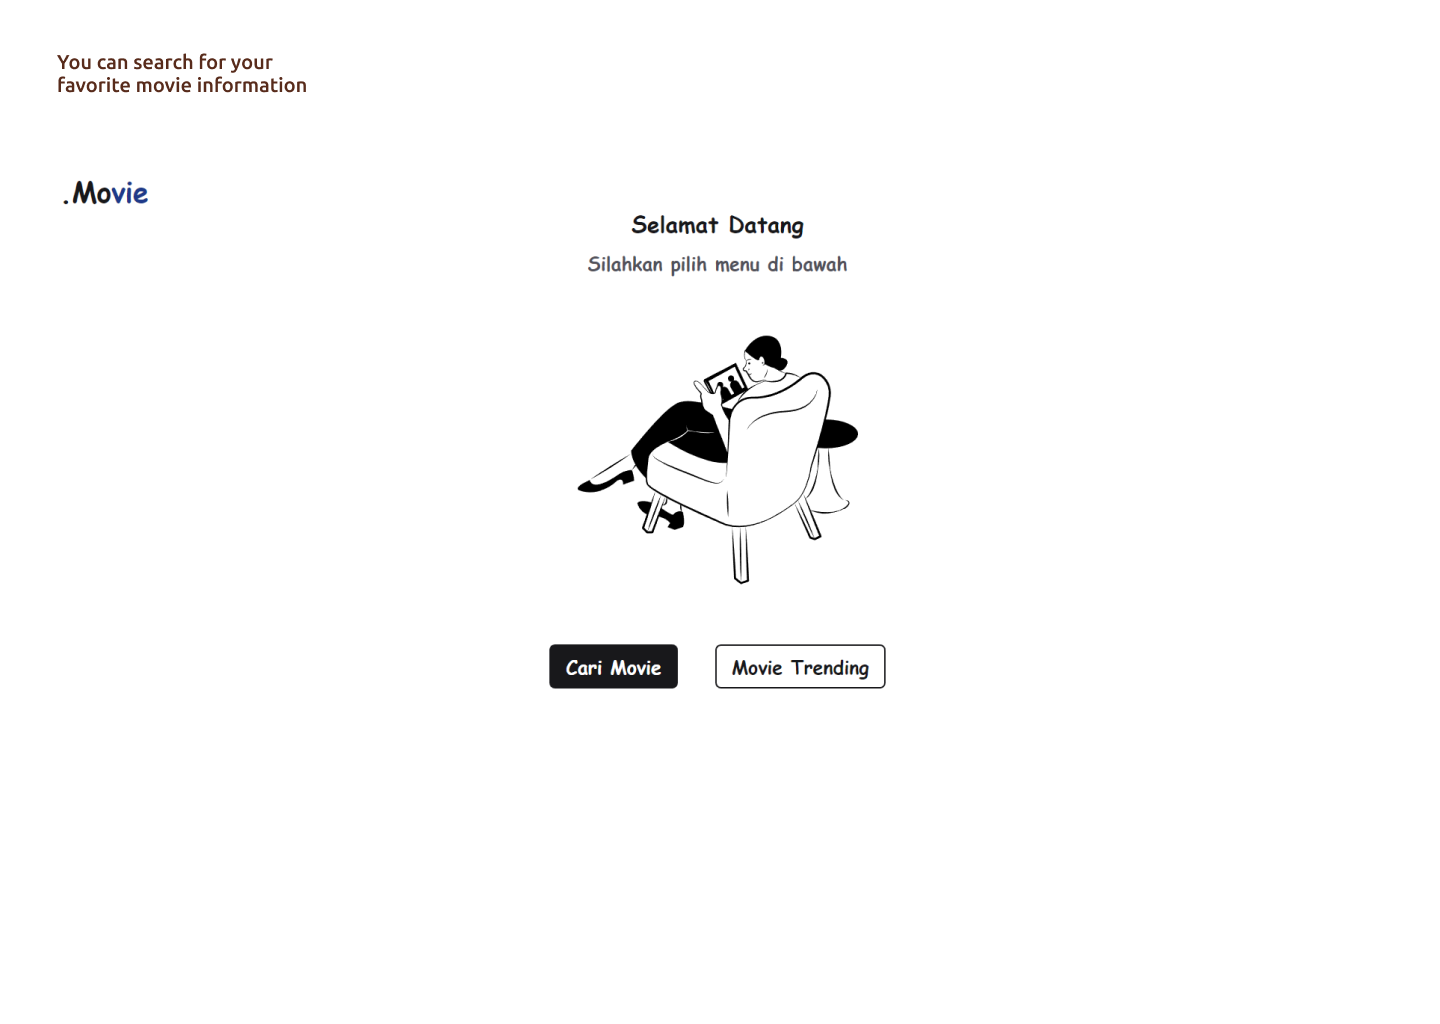 You can search for your
favorite movie information
.Movie
Selamat Datang
Silahkan pilih menu di bawah
Cari Movie
Movie Trending